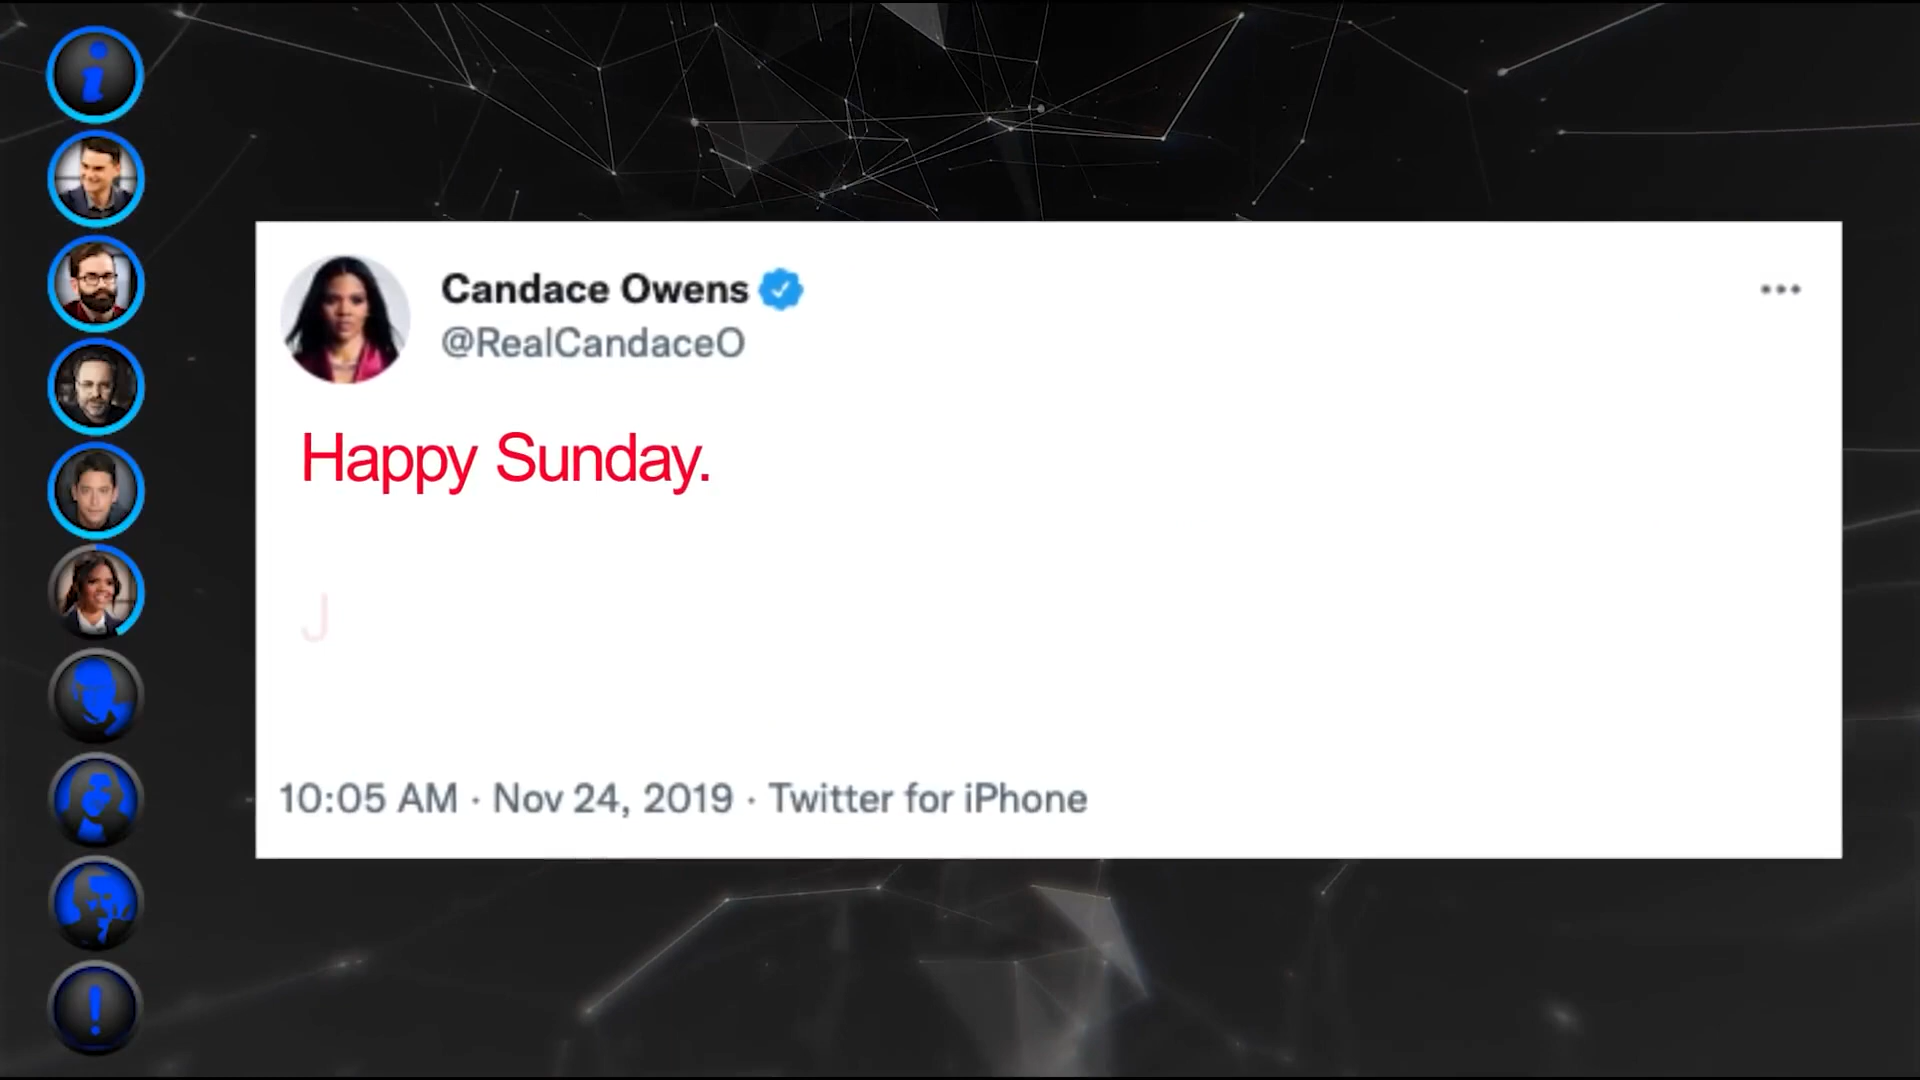 Candace Owens
@RealCandaceO
Happy Sunday.
J
10:05 AM · Nov 24, 2019 · Twitter for iPhone